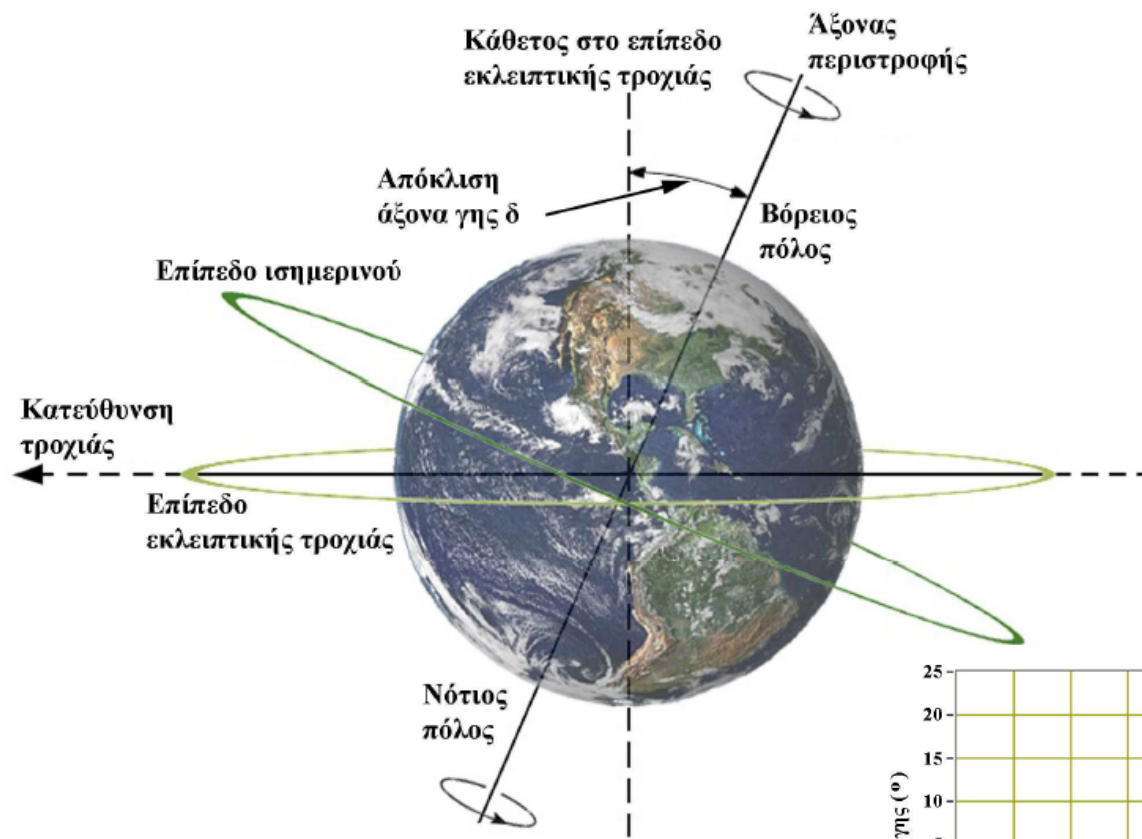 Κάθετος στο επίπεδο
εκλειπτικής τροχιάς
Άξονας
περιστροφής
Απόκλιση
άξονα γης δ
Βόρειος
πόλος
Επίπεδο ισημερινού
Κατεύθυνση
τροχιάς
Επίπεδο
εκλειπτικής τροχιάς
Νότιος
πόλος
25
20
15
10
γης (°)